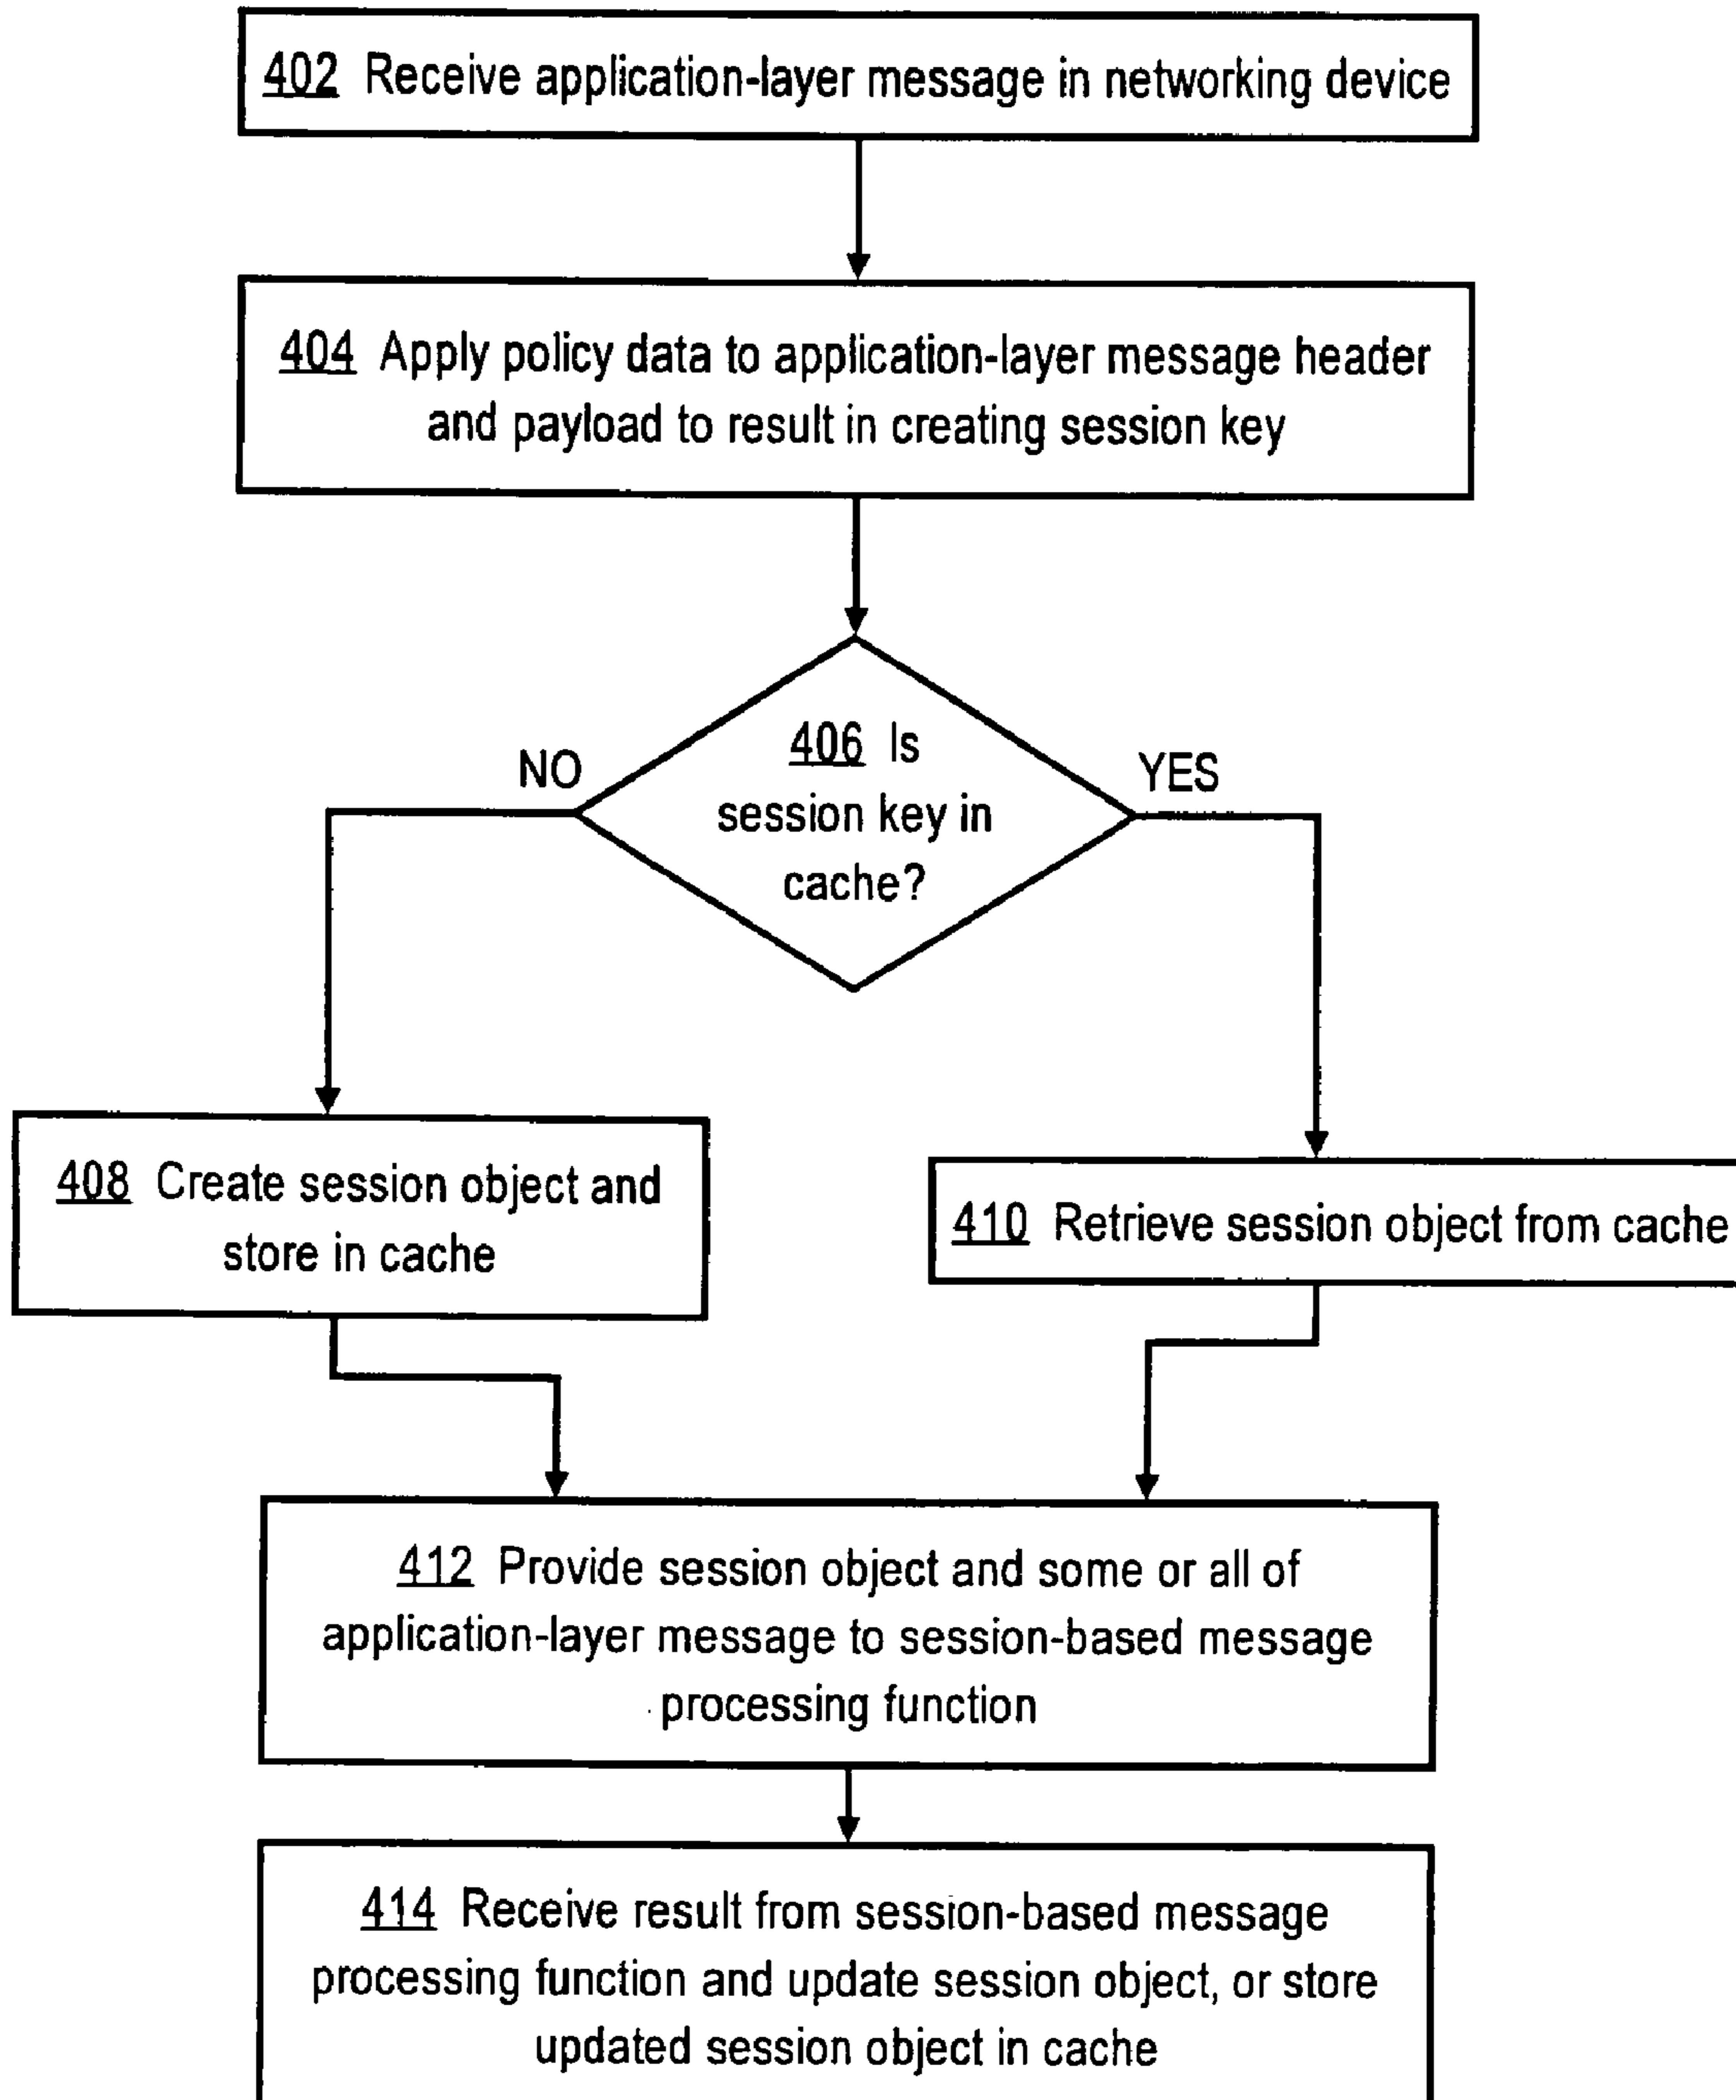 402 Receive application-layer message in networking device
404 Apply policy data to application-layer message header
and payload to result in creating session key
406 Is
session key in
cache?
NO
YES
408 Create session object and
store in cache
410 Retrieve session object from cache
412 Provide session object and some or all of
application-layer message to session-based message
processing function
414 Receive result from session-based message
processing function and update session object, or store
updated session object in cache